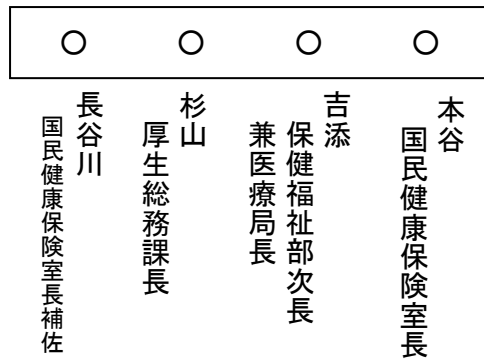 本谷
国民健康保険室長
吉添
保健福祉部次長
兼医療局長
杉山
厚生総務課長
長谷川
国民健康保険室長補佐